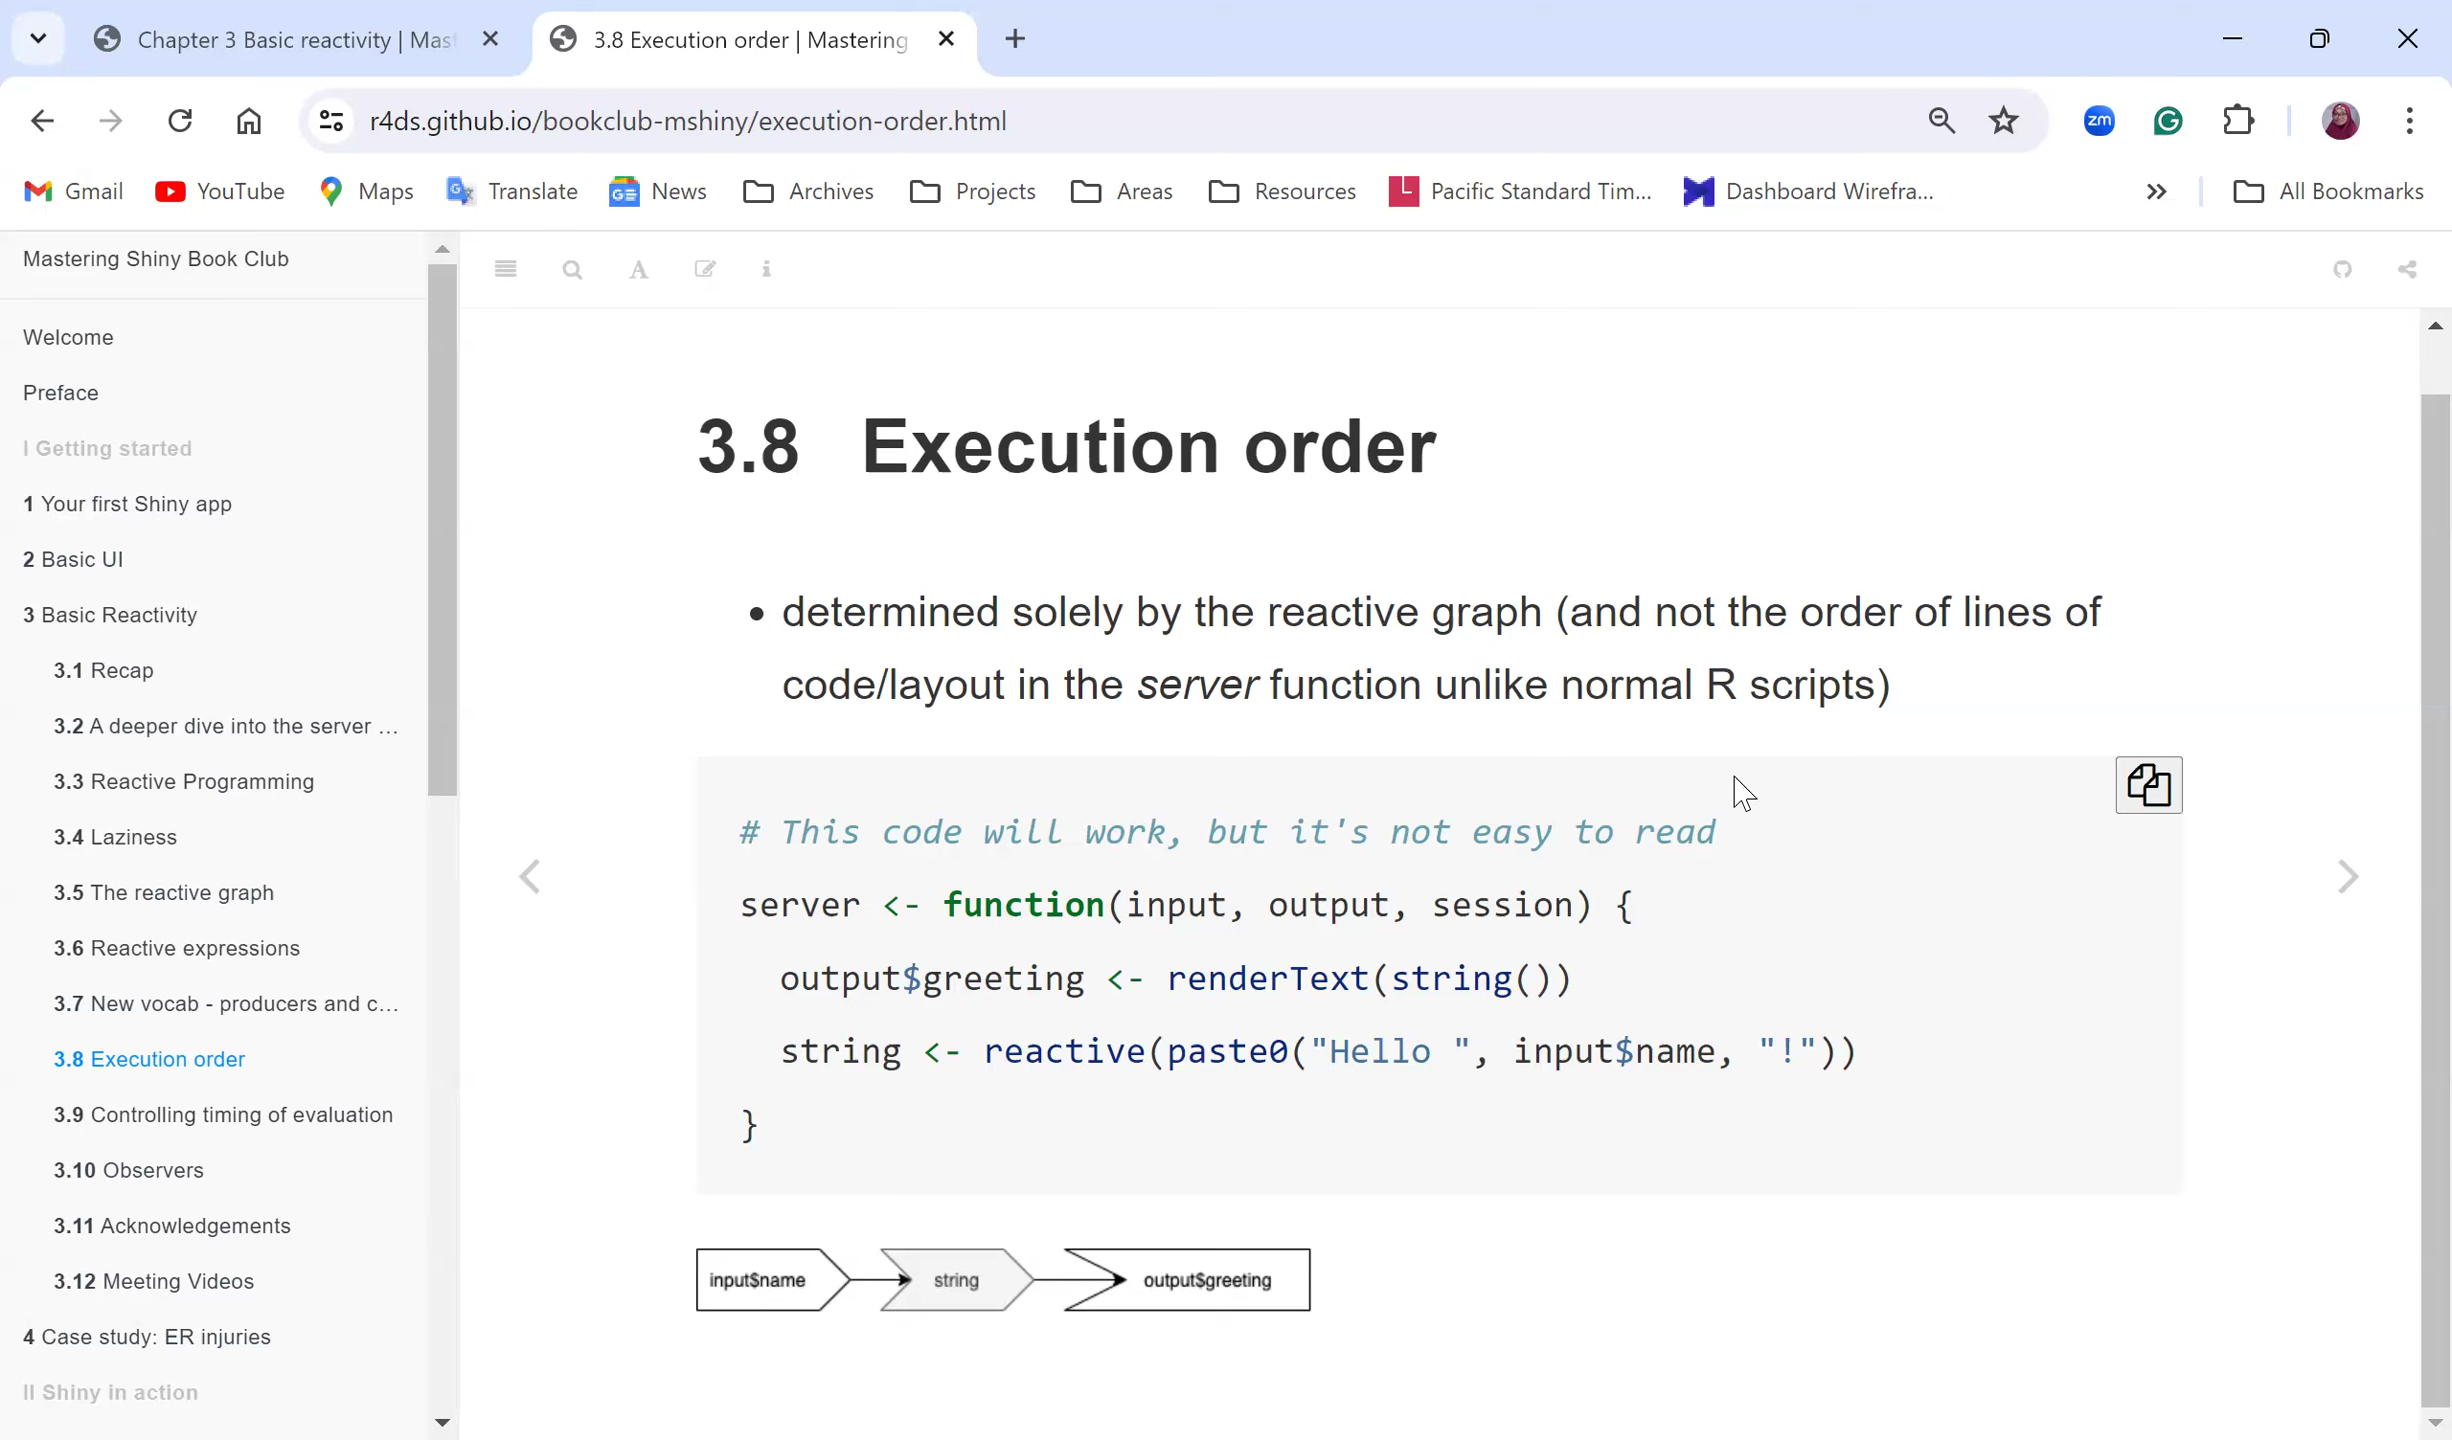 Chapter 3 Basic reactivity | Mast
3.8 Execution order | Mastering
r4ds.github.io/bookclub-mshiny/execution-order.html
zm
Gmail
YouTube
Maps
Translate
News
Archives
Projects
Areas
Resources
Pacific Standard Tim...
Dashboard Wirefra...
All Bookmarks
Mastering Shiny Book Club
Welcome
Preface
I Getting started
1 Your first Shiny app
2 Basic UI
3 Basic Reactivity
3.1 Recap
3.2 A deeper dive into the server ...
3.3 Reactive Programming
3.4 Laziness
3.5 The reactive graph
3.6 Reactive expressions
3.7 New vocab - producers and c...
3.8 Execution order
3.9 Controlling timing of evaluation
3.10 Observers
3.11 Acknowledgements
3.12 Meeting Videos
4 Case study: ER injuries
II Shiny in action
3.8 Execution order
• determined solely by the reactive graph (and not the order of lines of
code/layout in the server function unlike normal R scripts)
# This code will work, but it's not easy to read
server <- function(input, output, session) {
output$greeting <- renderText(string())
string <- reactive(paste0("Hello ", input$name, "!"))
}
input$name
string
output$greeting